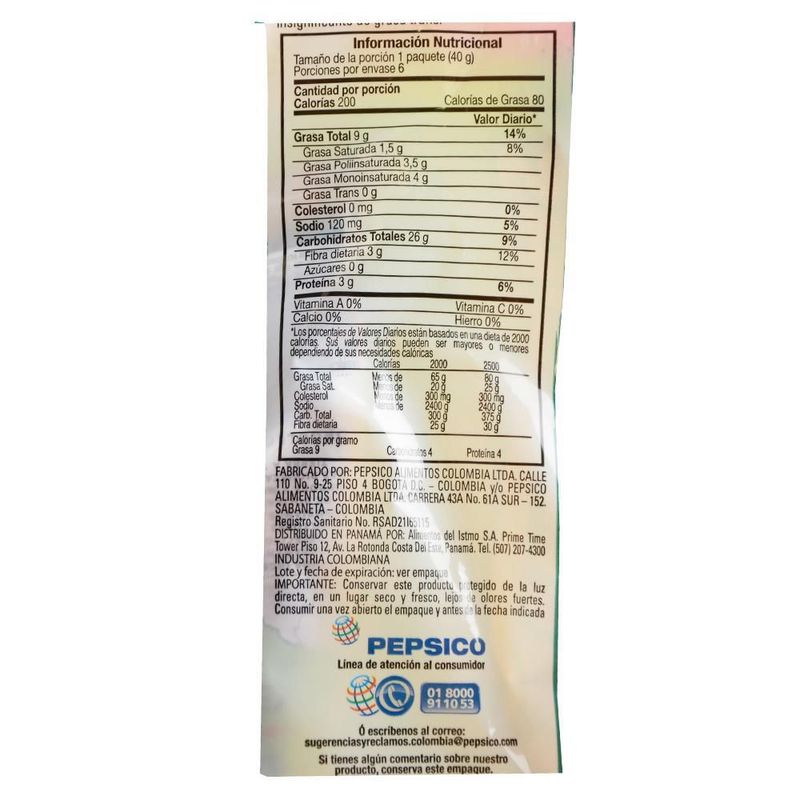 Información Nutricional
Tamaño de la porción 1 paquete (40 g)
Porciones por envase 6
Cantidad por porción
Calorías 200 Calorías de Grasa 80
Valor Diario*
Grasa Total 9 g 14%
Grasa Saturada 1,5 g 8%
Grasa Poliinsaturada 3,5 g
Grasa Monoinsaturada 4 g
Grasa Trans 0 g
Colesterol 0 mg 0%
Sodio 120 mg 5%
Carbohidratos Totales 26 g 9%
Fibra dietaria 3 g 12%
Azúcares 0 g
Proteína 3 g 6%
Vitamina A 0% Vitamina C 0%
Calcio 0% Hierro 0%
*Los porcentajes de Valores Diarios están basados en una dieta de 2000
calorías. Sus valores diarios pueden ser mayores o menores
dependiendo de sus necesidades calóricas
Calorías 2000 2500
Grasa Total Menos de 65 g 80 g
Grasa Sat. Menos de 20 g 25 g
Colesterol Menos de 300 mg 300 mg
Sodio Menos de 2400 g 2400 g
Carb. Total 300 g 375 g
Fibra dietaria 25 g 30 g
Calorías por gramo
Grasa 9 Carbohidratos 4 Proteína 4
FABRICADO POR: PEPSICO ALIMENTOS COLOMBIA LTDA. CALLE
110 No. 9-25 PISO 4 BOGOTA D.C. - COLOMBIA y/o PEPSICO
ALIMENTOS COLOMBIA LTDA. CARRERA 43A No. 61A SUR – 152.
SABANETA – COLOMBIA
Registro Sanitario No.
DISTRIBUIDO EN PANAMÁ POR: Alimentos del Istmo S.A. Prime Time
Tower Piso 12, Av. La Rotonda Costa Del Este, Panamá. Tel. (507) 207-4300
INDUSTRIA COLOMBIANA
Lote y fecha de expiración: ver empaque
IMPORTANTE: Conservar este producto protegido de la luz
directa, en un lugar seco y fresco, lejos de olores fuertes.
Consumir una vez abierto el empaque y antes de la fecha indicada
PEPSICO
Línea de atención al consumidor
01 8000
911053
Ó escríbenos al correo:
sugerenciasyreclamos.colombia@pepsico.com
Si tienes algún comentario sobre nuestro
producto, conserva este empaque.